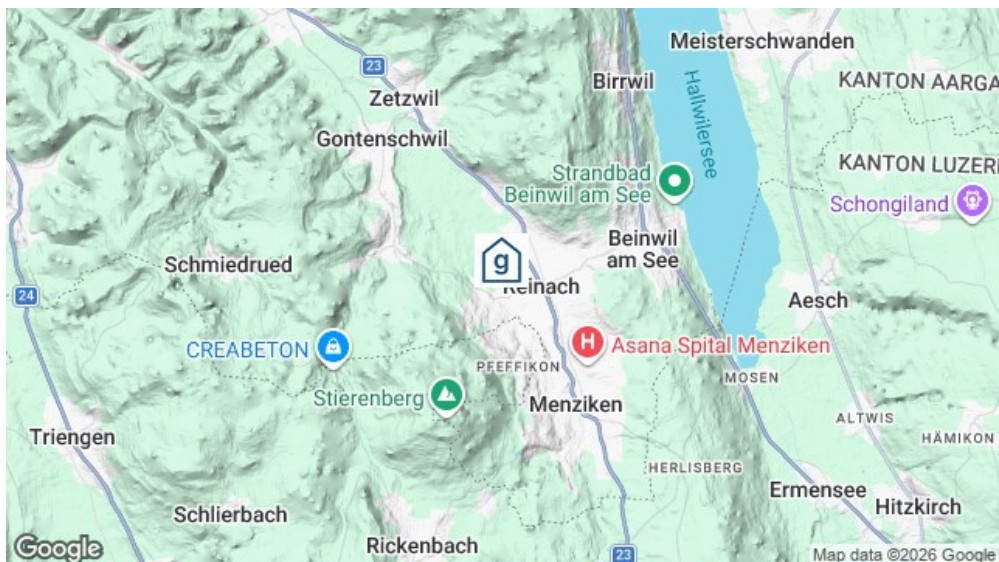 Meisterschwanden
23
Birrwil
KANTON AARGA
Zetzwil
Hallwilersee
Gontenschwil
Strandbad
Beinwil am See
KANTON LUZER
Schongiland
Beinwil
am See
Schmiedrued
g
Reinach
24
Aesch
CREABETON
H
Asana Spital Menziken
PFEFFIKON
MOSEN
Stierenberg
Menziken
ALTWIS
Triengen
HÄMIKON
HERLISBERG
Ermensee
Hitzkirch
Schlierbach
Rickenbach
Google
23
Map data ©2026 Google